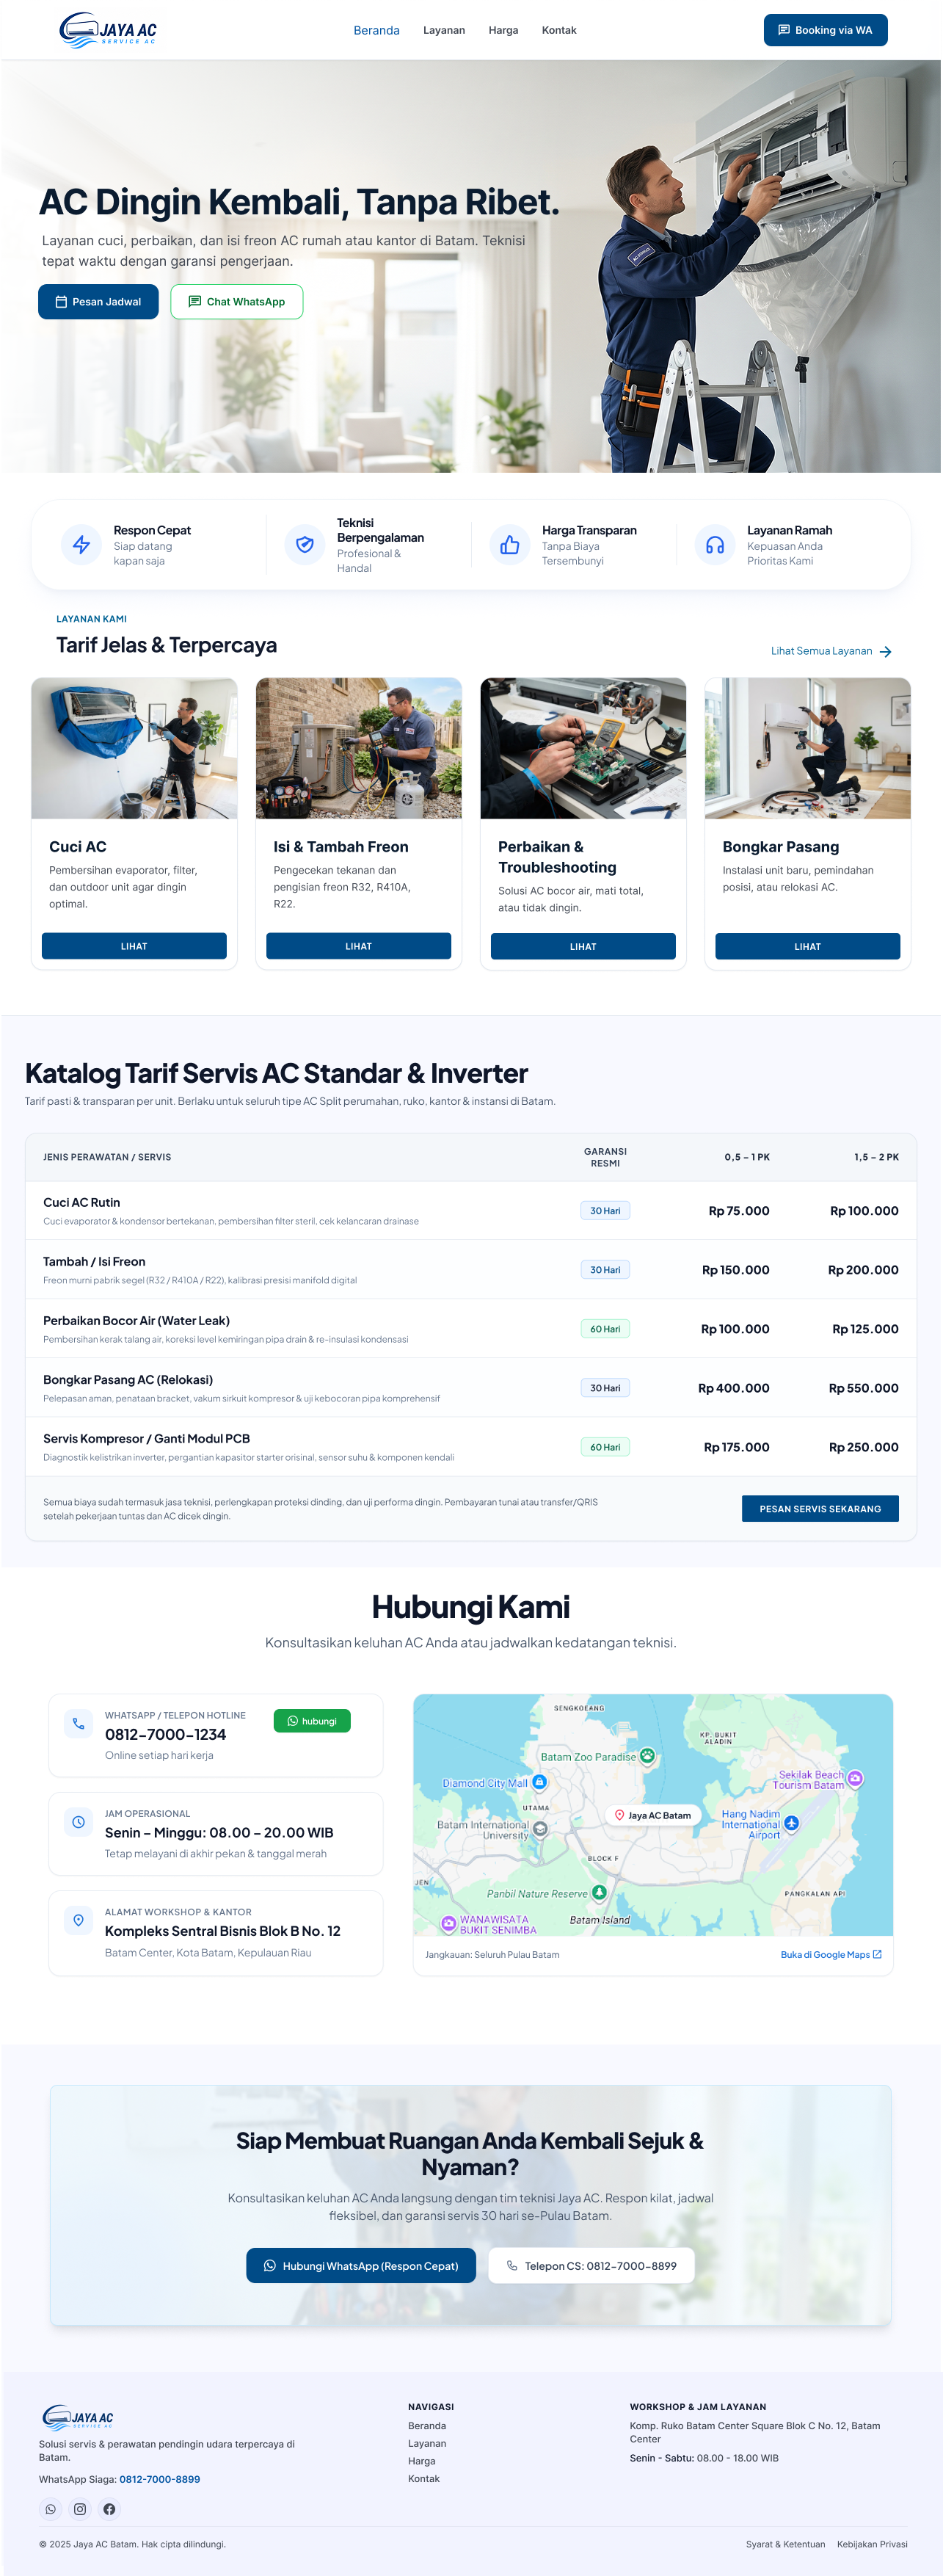 JAYA AC
SERVICE AC
Beranda
Layanan
Harga
Kontak
Booking via WA
AC Dingin Kembali, Tanpa Ribet.
Layanan cuci, perbaikan, dan isi freon AC rumah atau kantor di Batam. Teknisi
tepat waktu dengan garansi pengerjaan.
Pesan Jadwal
Chat WhatsApp
Respon Cepat
Siap datang
kapan saja
Teknisi
Berpengalaman
Profesional &
Handal
Harga Transparan
Tanpa Biaya
Tersembunyi
Layanan Ramah
Kepuasan Anda
Prioritas Kami
LAYANAN KAMI
Tarif Jelas & Terpercaya
Lihat Semua Layanan
Cuci AC
Pembersihan evaporator, filter,
dan outdoor unit agar dingin
optimal.
LIHAT
Isi & Tambah Freon
Pengecekan tekanan dan
pengisian freon R32, R410A,
R22.
LIHAT
Perbaikan &
Troubleshooting
Solusi AC bocor air, mati total,
atau tidak dingin.
LIHAT
Bongkar Pasang
Instalasi unit baru, pemindahan
posisi, atau relokasi AC.
LIHAT
Katalog Tarif Servis AC Standar & Inverter
Tarif pasti & transparan per unit. Berlaku untuk seluruh tipe AC Split perumahan, ruko, kantor & instansi di Batam.
JENIS PERAWATAN / SERVIS
GARANSI
RESMI
0,5 – 1 PK
1,5 – 2 PK
Cuci AC Rutin
Cuci evaporator & kondensor bertekanan, pembersihan filter steril, cek kelancaran drainase
30 Hari
Rp 75.000
Rp 100.000
Tambah / Isi Freon
Freon murni pabrik segel (R32 / R410A / R22), kalibrasi presisi manifold digital
30 Hari
Rp 150.000
Rp 200.000
Perbaikan Bocor Air (Water Leak)
Pembersihan kerak talang air, koreksi level kemiringan pipa drain & re-insulasi kondensasi
60 Hari
Rp 100.000
Rp 125.000
Bongkar Pasang AC (Relokasi)
Pelepasan aman, penataan bracket, vakum sirkuit kompresor & uji kebocoran pipa komprehensif
30 Hari
Rp 400.000
Rp 550.000
Servis Kompresor / Ganti Modul PCB
Diagnostik kelistrikan inverter, pergantian kapasitor starter orisinal, sensor suhu & komponen kendali
60 Hari
Rp 175.000
Rp 250.000
Semua biaya sudah termasuk jasa teknisi, perlengkapan proteksi dinding, dan uji performa dingin. Pembayaran tunai atau transfer/QRIS
setelah pekerjaan tuntas dan AC dicek dingin.
PESAN SERVIS SEKARANG
Hubungi Kami
Konsultasikan keluhan AC Anda atau jadwalkan kedatangan teknisi.
WHATSAPP / TELEPON HOTLINE
0812-7000-1234
Online setiap hari kerja
hubungi
JAM OPERASIONAL
Senin – Minggu: 08.00 – 20.00 WIB
Tetap melayani di akhir pekan & tanggal merah
ALAMAT WORKSHOP & KANTOR
Kompleks Sentral Bisnis Blok B No. 12
Batam Center, Kota Batam, Kepulauan Riau
SENGKOEANG
KP. BUKIT
ALADIN
Batam Zoo Paradise
Diamond City Mall
Sekilak Beach
Tourism Batam
UTAMA
Jaya AC Batam
Batam International
University
Hang Nadim
International
Airport
BLOCK F
JEN
Panbil Nature Reserve
PANGKALAN API
WANAWISATA
BUKIT SENIMBA
Batam Island
Jangkauan: Seluruh Pulau Batam
Buka di Google Maps
Siap Membuat Ruangan Anda Kembali Sejuk &
Nyaman?
Konsultasikan keluhan AC Anda langsung dengan tim teknisi Jaya AC. Respon kilat, jadwal
fleksibel, dan garansi servis 30 hari se-Pulau Batam.
Hubungi WhatsApp (Respon Cepat)
Telepon CS: 0812-7000-8899
JAYA AC
SERVICE AC
Solusi servis & perawatan pendingin udara terpercaya di
Batam.
WhatsApp Siaga: 0812-7000-8899
NAVIGASI
Beranda
Layanan
Harga
Kontak
WORKSHOP & JAM LAYANAN
Komp. Ruko Batam Center Square Blok C No. 12, Batam
Center
Senin - Sabtu: 08.00 - 18.00 WIB
© 2025 Jaya AC Batam. Hak cipta dilindungi.
Syarat & Ketentuan
Kebijakan Privasi